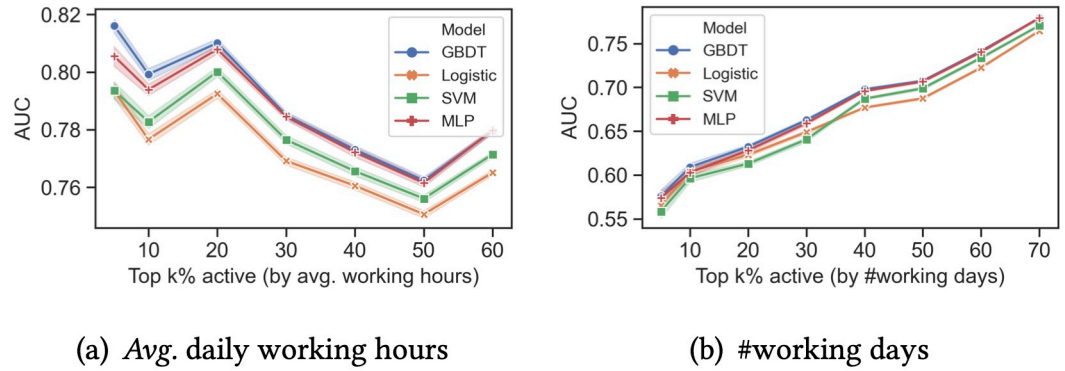 0.82
0.80
0.78
0.76
AUC
Model
GBDT
Logistic
SVM
MLP
10 20 30 40 50 60
Top k% active (by avg. working hours)
(a) Avg. daily working hours
0.75
0.70
0.65
0.60
0.55
AUC
Model
GBDT
Logistic
SVM
MLP
10 20 30 40 50 60 70
Top k% active (by #working days)
(b) #working days